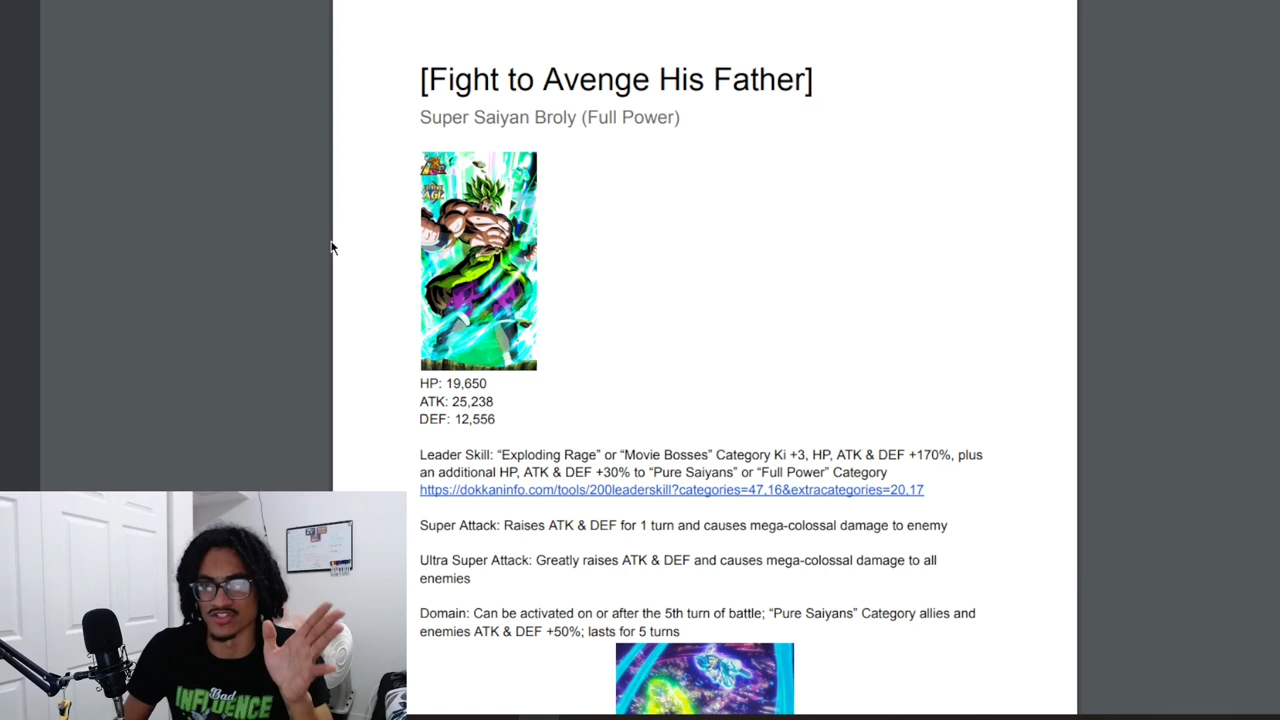 [Fight to Avenge His Father]
Super Saiyan Broly (Full Power)
HP: 19,650
ATK: 25,238
DEF: 12,556
Leader Skill: “Exploding Rage” or “Movie Bosses” Category Ki +3, HP, ATK & DEF +170%, plus
an additional HP, ATK & DEF +30% to “Pure Saiyans” or “Full Power” Category
https://dokkaninfo.com/tools/200leaderskill?categories=47,16&extracategories=20,17
Super Attack: Raises ATK & DEF for 1 turn and causes mega-colossal damage to enemy
Ultra Super Attack: Greatly raises ATK & DEF and causes mega-colossal damage to all
enemies
Domain: Can be activated on or after the 5th turn of battle; “Pure Saiyans” Category allies and
enemies ATK & DEF +50%; lasts for 5 turns
Bad
INFLUENCE